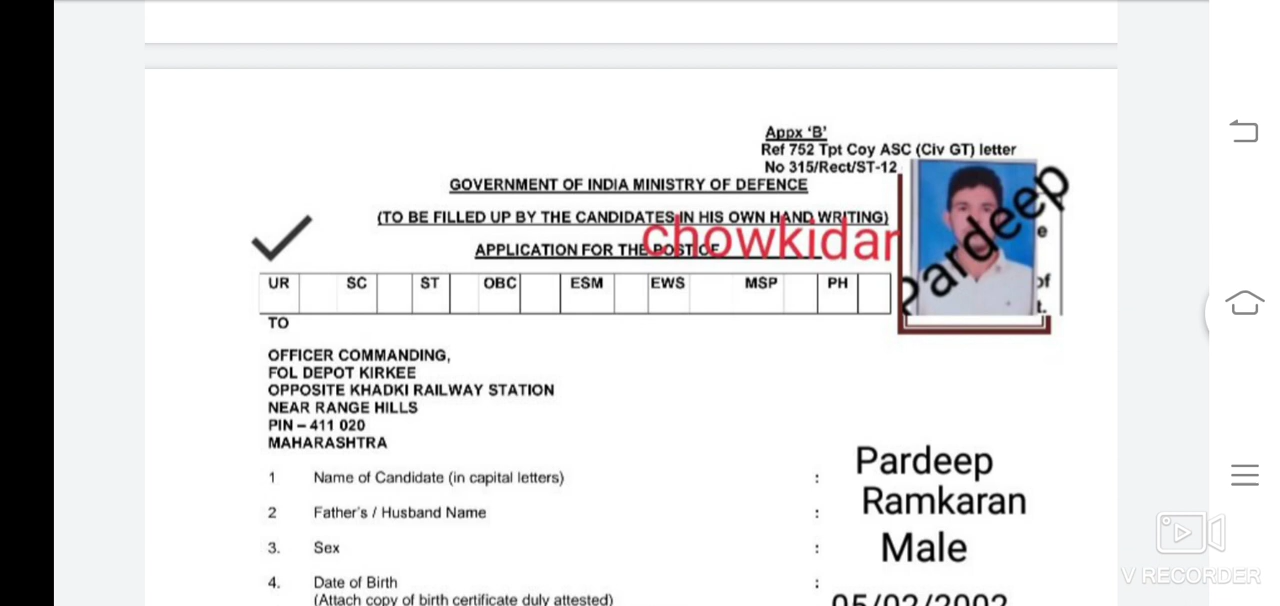 Appx ‘B’
Ref 752 Tpt Coy ASC (Civ GT) letter
No 315/Rect/ST-12
GOVERNMENT OF INDIA MINISTRY OF DEFENCE
(TO BE FILLED UP BY THE CANDIDATES IN HIS OWN HAND WRITING)
APPLICATION FOR THE POST OF chowkidar
Pardeep
e
of
t.
UR SC ST OBC ESM EWS MSP PH
TO
OFFICER COMMANDING,
FOL DEPOT KIRKEE
OPPOSITE KHADKI RAILWAY STATION
NEAR RANGE HILLS
PIN – 411 020
MAHARASHTRA
1 Name of Candidate (in capital letters) : Pardeep
2 Father's / Husband Name : Ramkaran
3. Sex : Male
4. Date of Birth : 05/02/2002
(Attach copy of birth certificate duly attested)
V RECORDER